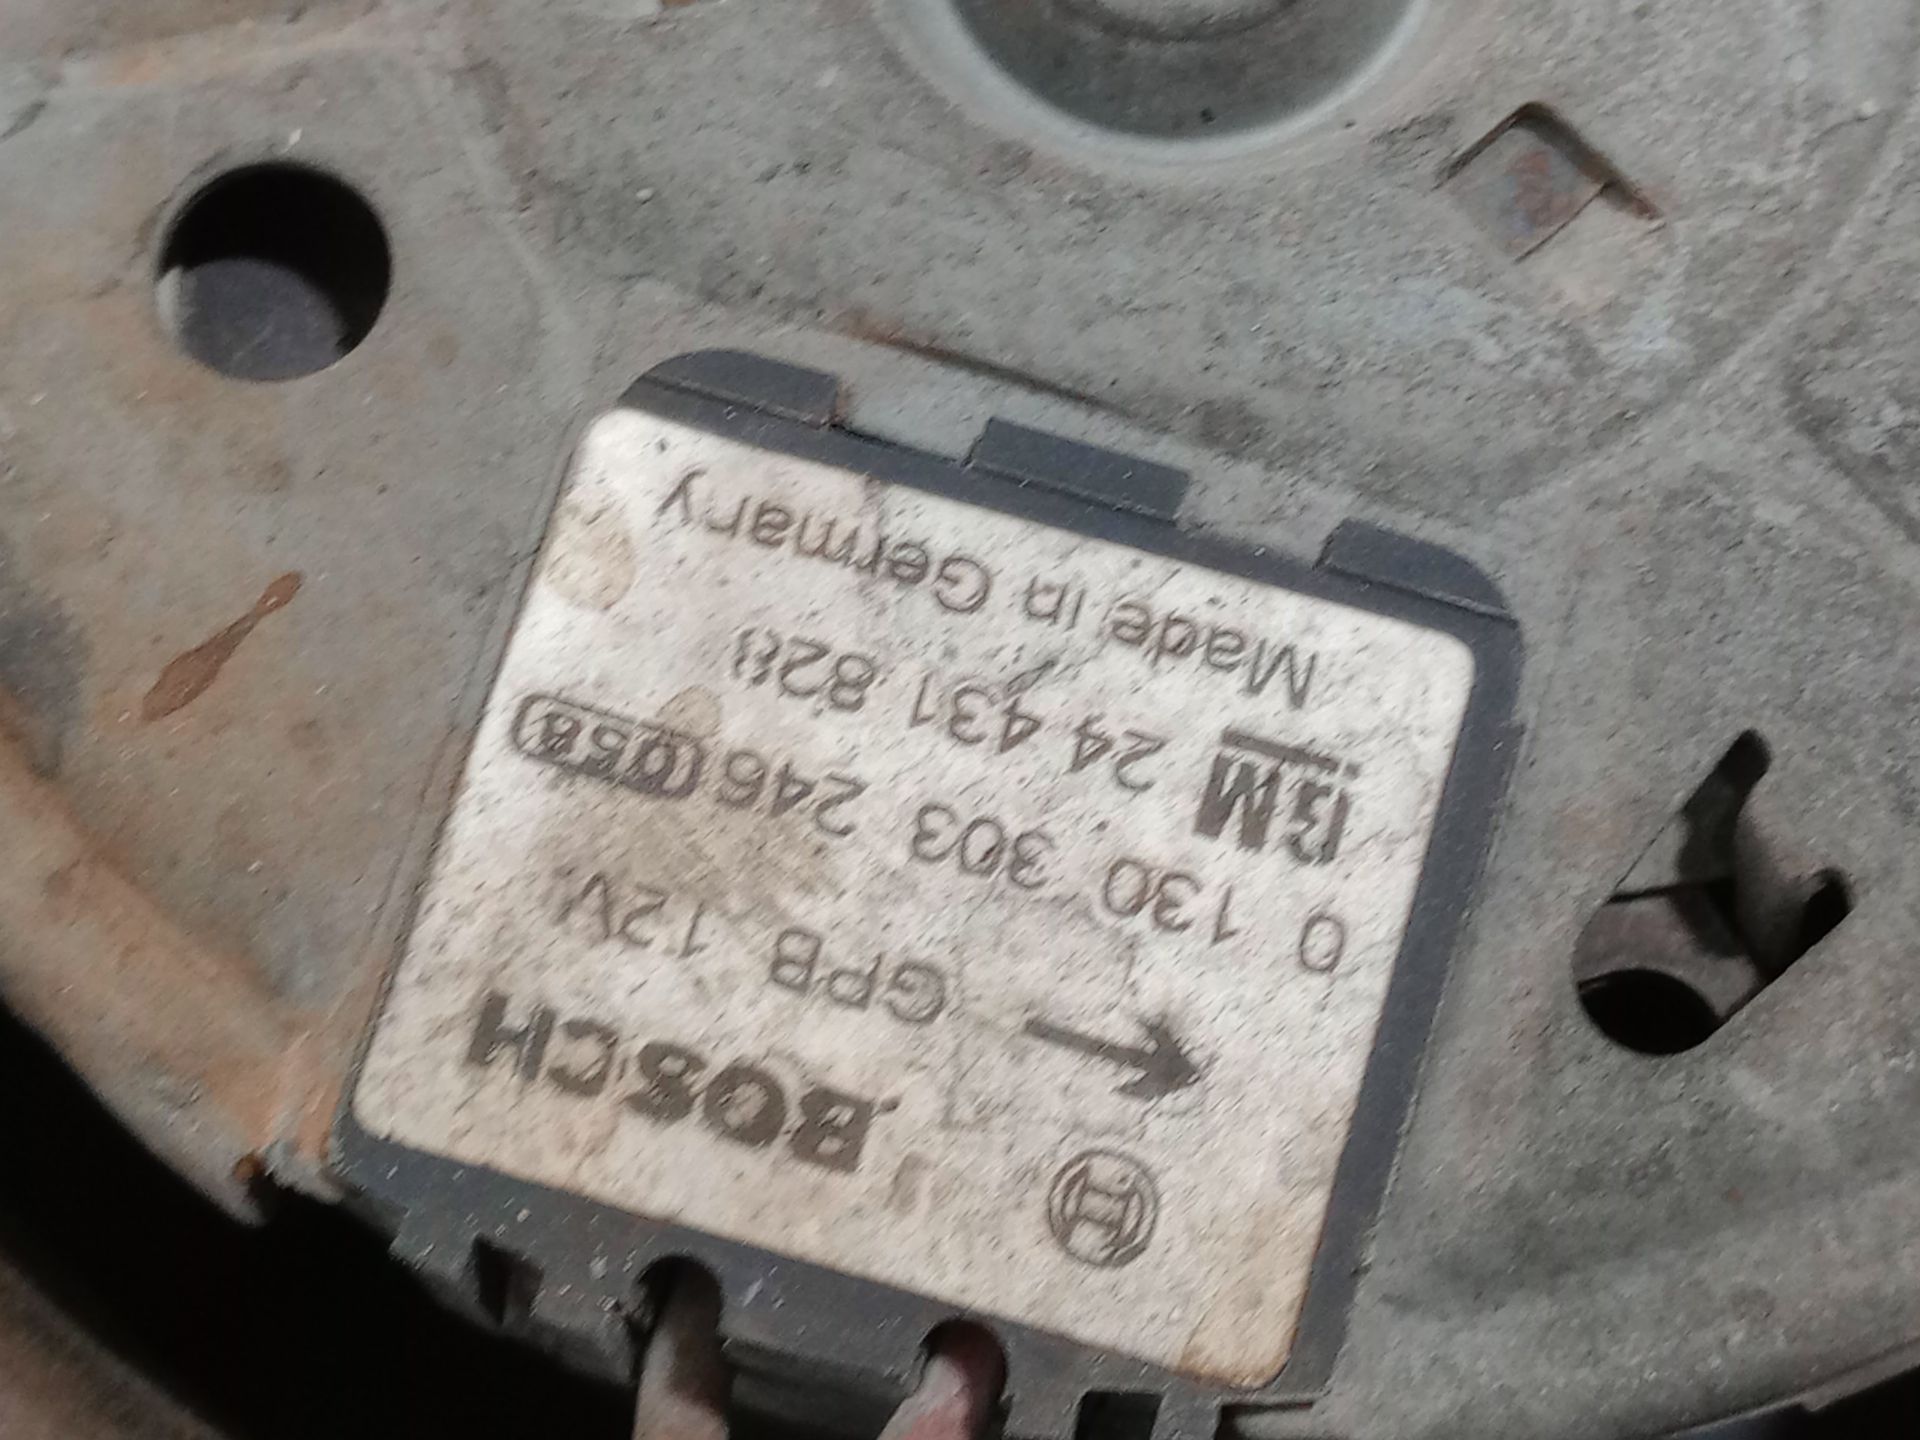 BOSCH
GPB 12V
0 130 303 246 058
GM 24 431 828
Made in Germany